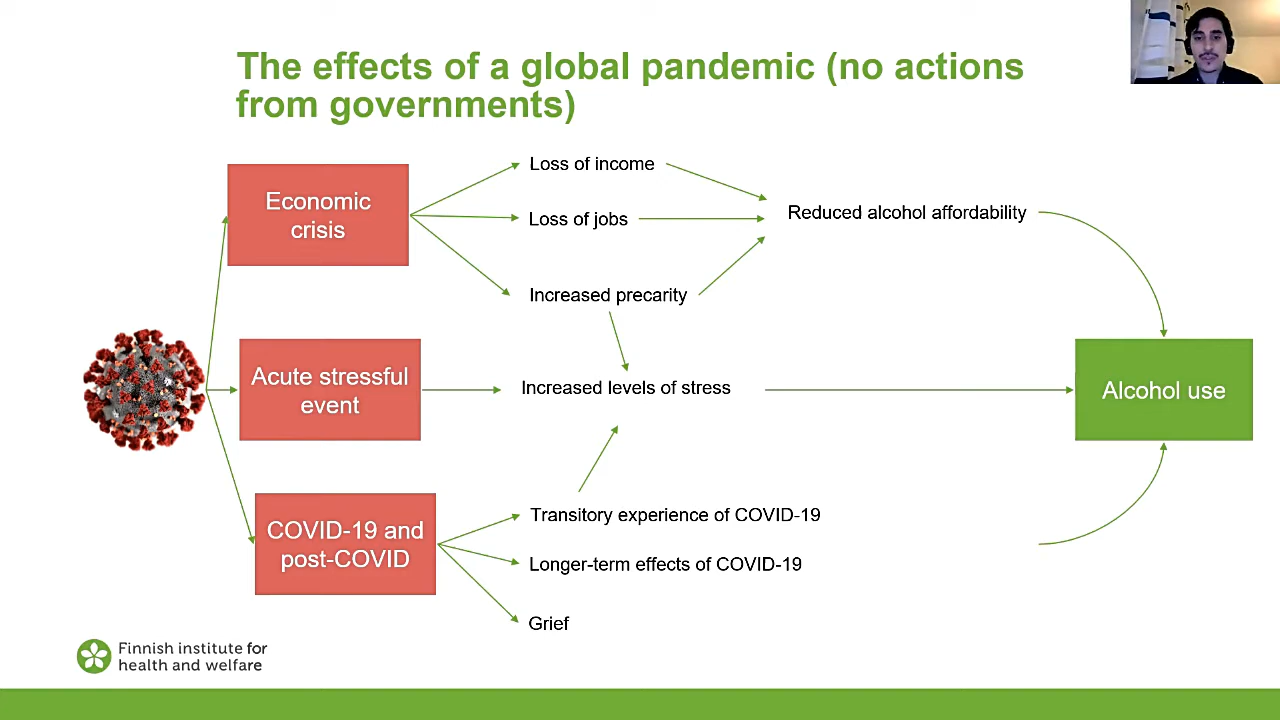 The effects of a global pandemic (no actions
from governments)
Economic
crisis
Loss of income
Loss of jobs
Increased precarity
Reduced alcohol affordability
Acute stressful
event
Increased levels of stress
Alcohol use
COVID-19 and
post-COVID
Transitory experience of COVID-19
Longer-term effects of COVID-19
Grief
Finnish institute for
health and welfare